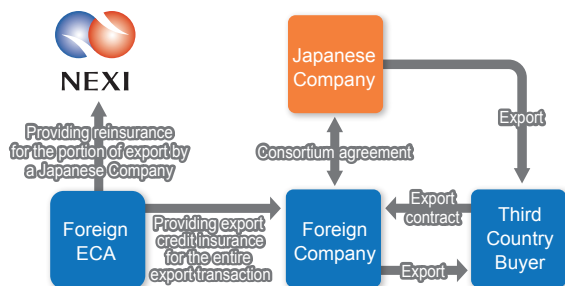 NEXI
Japanese
Company
Export
Providing reinsurance
for the portion of export by
a Japanese Company
Consortium agreement
Foreign
ECA
Providing export
credit insurance
for the entire
export transaction
Foreign
Company
Export
contract
Export
Third
Country
Buyer